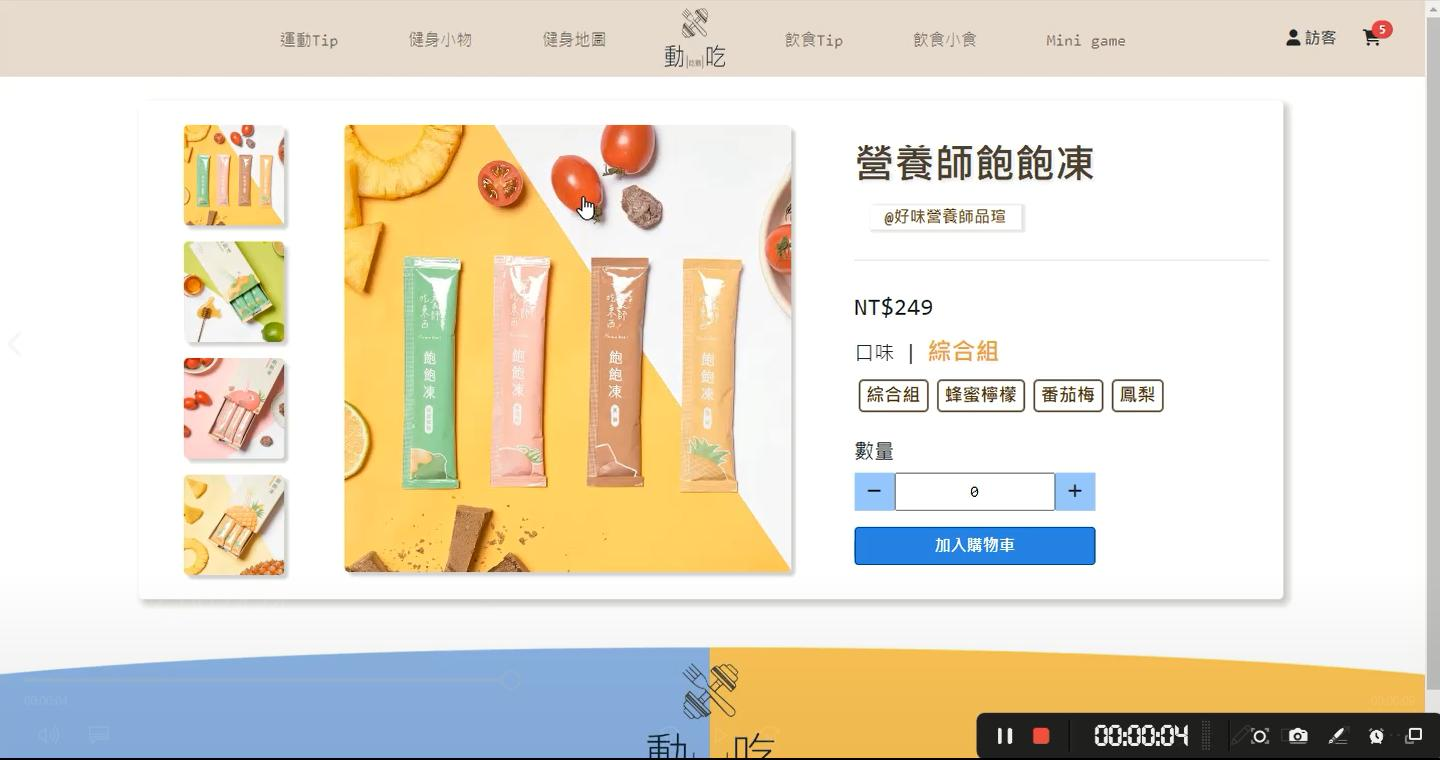 運動Tip
健身小物
健身地圖
動 吃
飲食Tip
飲食小食
Mini game
訪客
5
營養師飽飽凍
@好味營養師品瑄
NT$249
口味 | 綜合組
綜合組 蜂蜜檸檬 番茄梅 鳳梨
數量
− 0 +
加入購物車
飽飽凍
飽飽凍
飽飽凍
飽飽凍
動 吃
00:00:04
00:00:04